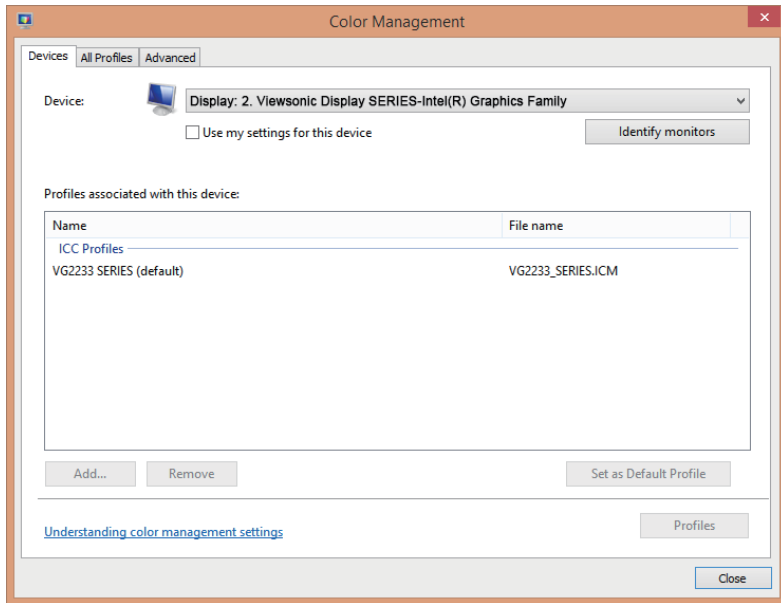 Color Management
Devices All Profiles Advanced
Device: Display: 2. Viewsonic Display SERIES-Intel(R) Graphics Family
Use my settings for this device Identify monitors
Profiles associated with this device:
Name File name
ICC Profiles
VG2233 SERIES (default) VG2233_SERIES.ICM
Add... Remove Set as Default Profile
Understanding color management settings Profiles
Close